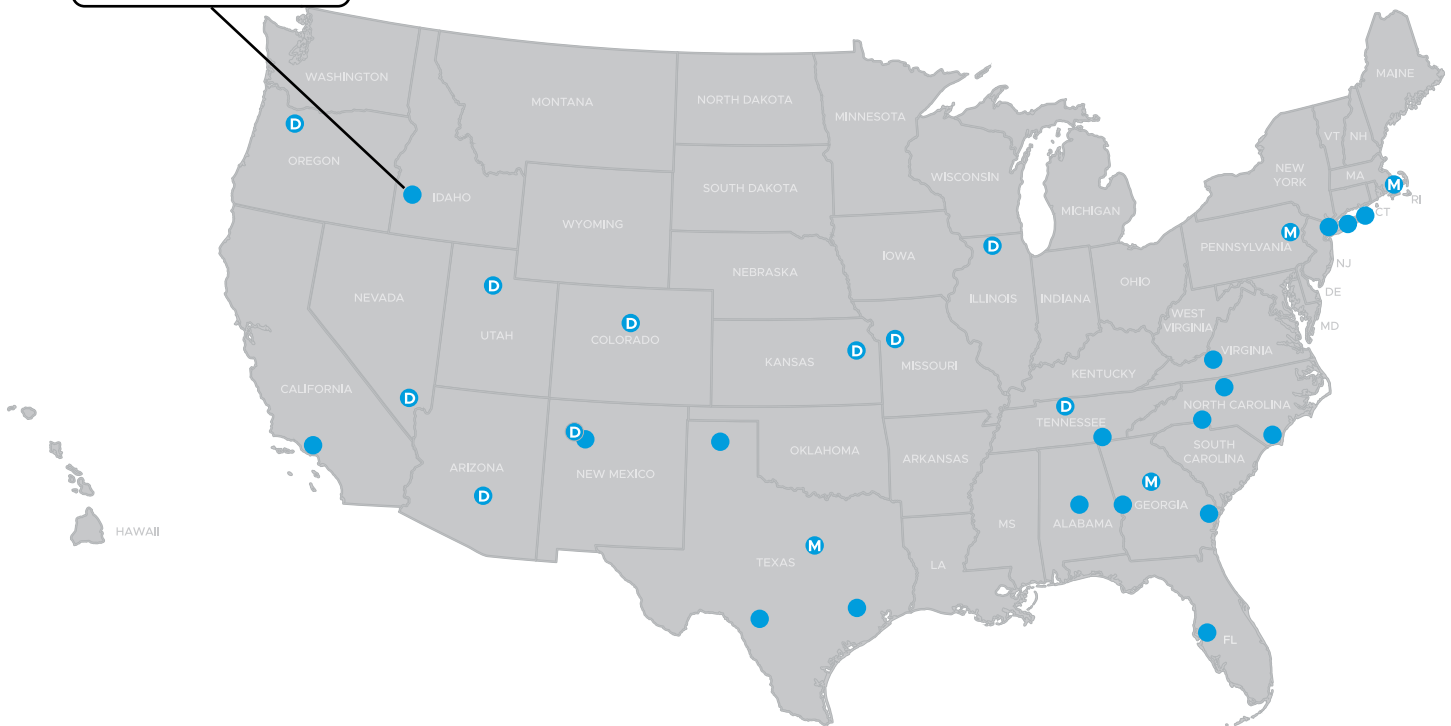 WASHINGTON
MONTANA
NORTH DAKOTA
MINNESOTA
MAINE
D
OREGON
VT
NH
WISCONSIN
NEW
YORK
MA
M
RI
IDAHO
SOUTH DAKOTA
MICHIGAN
CT
WYOMING
M
PENNSYLVANIA
D
IOWA
NEBRASKA
OHIO
NJ
D
NEVADA
ILLINOIS
INDIANA
DE
WEST
VIRGINIA
MD
D
UTAH
COLORADO
D
D
KANSAS
MISSOURI
VIRGINIA
KENTUCKY
CALIFORNIA
D
D
TENNESSEE
NORTH CAROLINA
D
ARIZONA
NEW MEXICO
OKLAHOMA
ARKANSAS
SOUTH
CAROLINA
D
M
GEORGIA
HAWAII
MS
ALABAMA
M
TEXAS
LA
FL